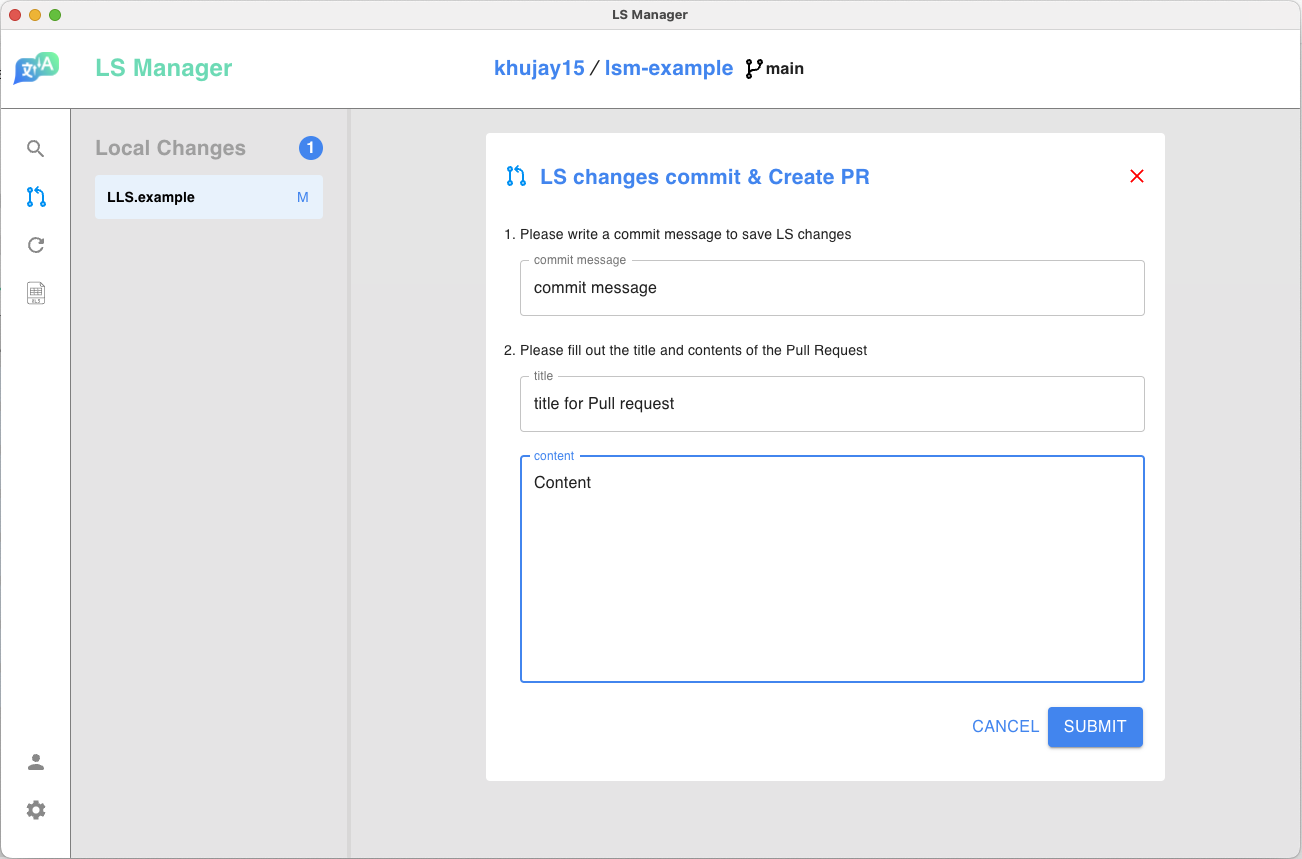 LS Manager
文A
LS Manager
khujay15 / lsm-example main
Local Changes 1
LLS.example M
XLS
LS changes commit & Create PR
1. Please write a commit message to save LS changes
commit message
commit message
2. Please fill out the title and contents of the Pull Request
title
title for Pull request
content
Content
CANCEL SUBMIT